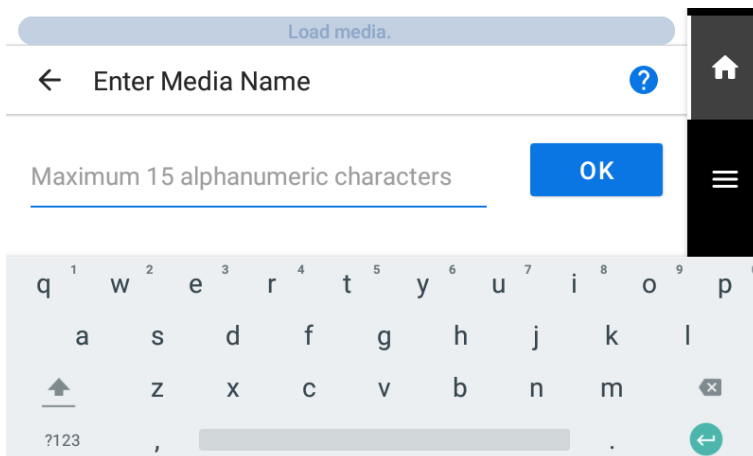 Load media.
Enter Media Name
?
Maximum 15 alphanumeric characters
OK
1 2 3 4 5 6 7 8 9
q w e r t y u i o p
a s d f g h j k l
z x c v b n m
?123 , .